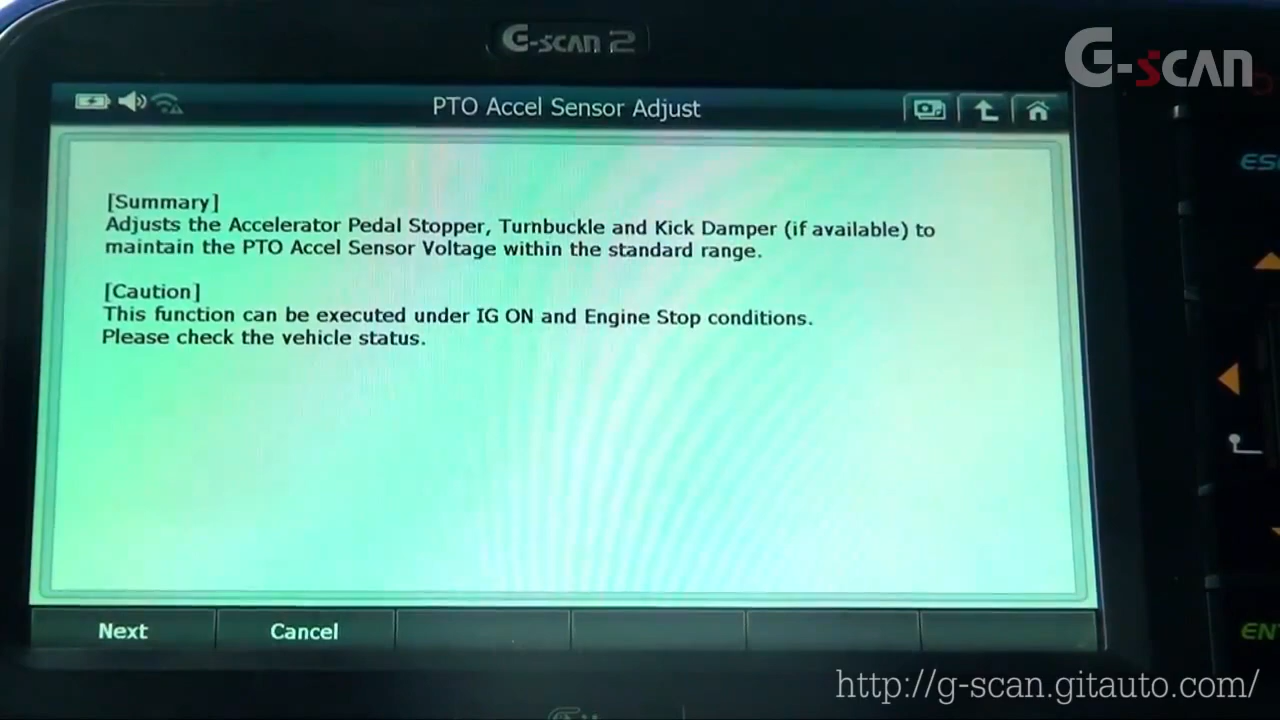 G-scan 2
G-scan
PTO Accel Sensor Adjust
[Summary]
Adjusts the Accelerator Pedal Stopper, Turnbuckle and Kick Damper (if available) to
maintain the PTO Accel Sensor Voltage within the standard range.
[Caution]
This function can be executed under IG ON and Engine Stop conditions.
Please check the vehicle status.
Next
Cancel
http://g-scan.gitauto.com/